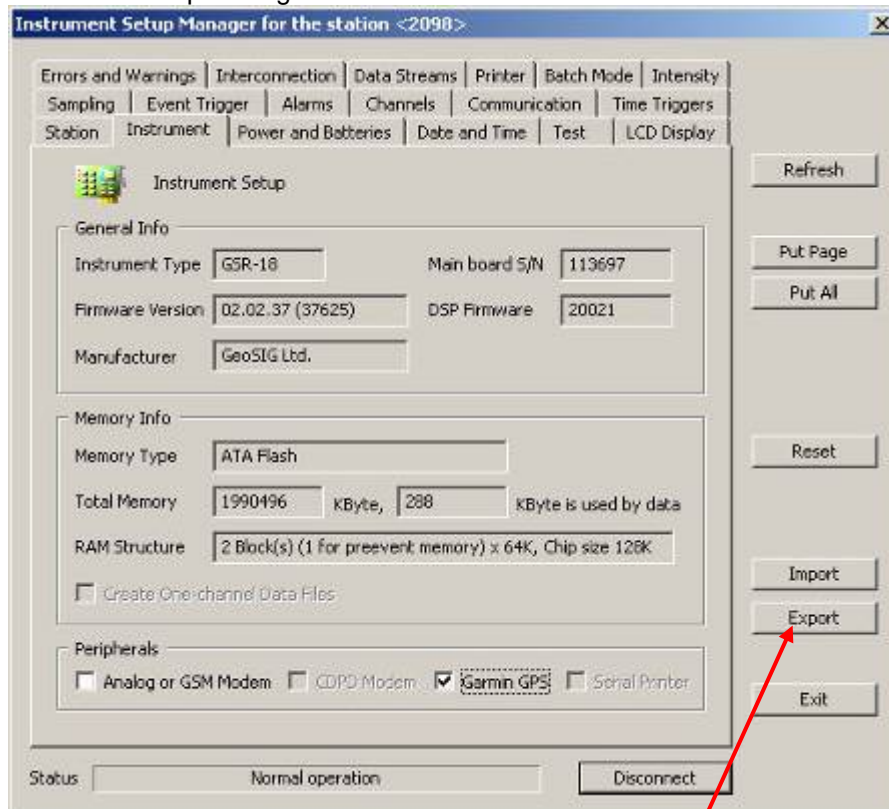 Instrument Setup Manager for the station <2098>
Errors and Warnings Interconnection Data Streams Printer Batch Mode Intensity
Sampling Event Trigger Alarms Channels Communication Time Triggers
Station Instrument Power and Batteries Date and Time Test LCD Display
Instrument Setup
General Info
Instrument Type GSR-18 Main board S/N 113697
Firmware Version 02.02.37 (37625) DSP Firmware 20021
Manufacturer GeoSIG Ltd.
Memory Info
Memory Type ATA Flash
Total Memory 1990496 KByte, 288 KByte is used by data
RAM Structure 2 Block(s) (1 for preevent memory) x 64K, Chip size 128K
Create One-channel Data Files
Peripherals
Analog or GSM Modem CDPD Modem Garmin GPS Serial Printer
Refresh
Put Page
Put All
Reset
Import
Export
Exit
Status Normal operation Disconnect